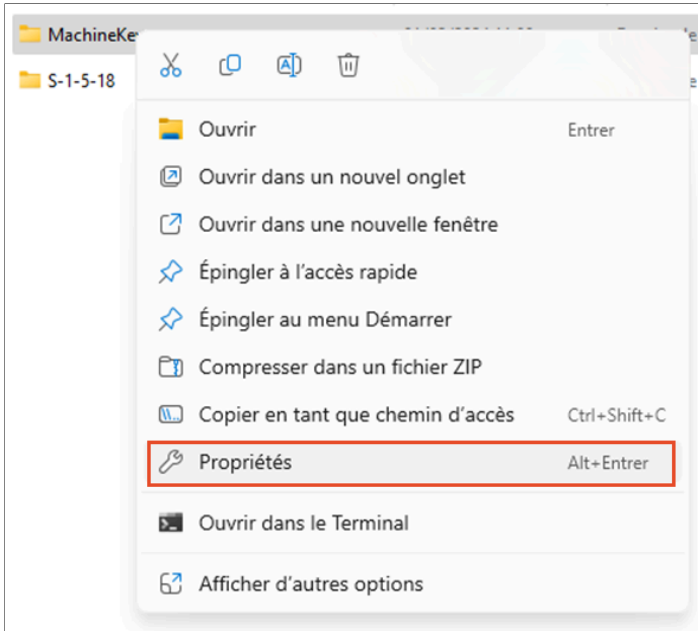 MachineKe
S-1-5-18
Ouvrir Entrer
Ouvrir dans un nouvel onglet
Ouvrir dans une nouvelle fenêtre
Épingler à l’accès rapide
Épingler au menu Démarrer
Compresser dans un fichier ZIP
Copier en tant que chemin d’accès Ctrl+Shift+C
Propriétés Alt+Entrer
Ouvrir dans le Terminal
Afficher d’autres options